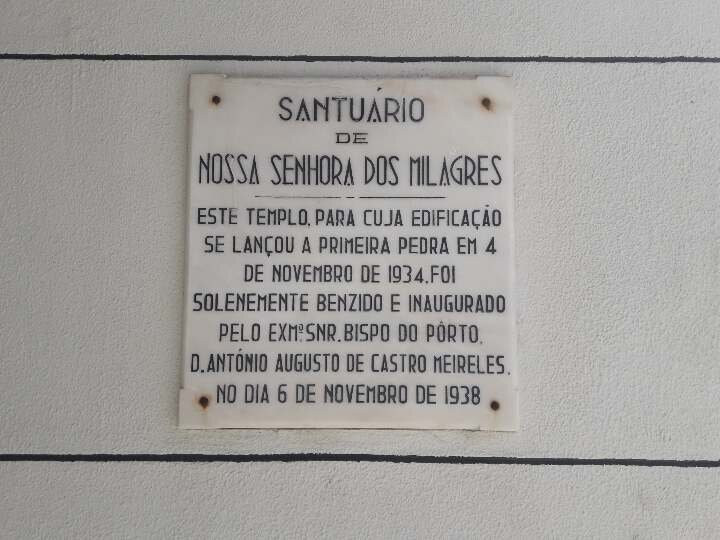 SANTUÁRIO
DE
NOSSA SENHORA DOS MILAGRES
ESTE TEMPLO, PARA CUJA EDIFICAÇÃO
SE LANÇOU A PRIMEIRA PEDRA EM 4
DE NOVEMBRO DE 1934, FOI
SOLENEMENTE BENZIDO E INAUGURADO
PELO EXMº SNR. BISPO DO PÔRTO,
D. ANTÓNIO AUGUSTO DE CASTRO MEIRELES,
NO DIA 6 DE NOVEMBRO DE 1938